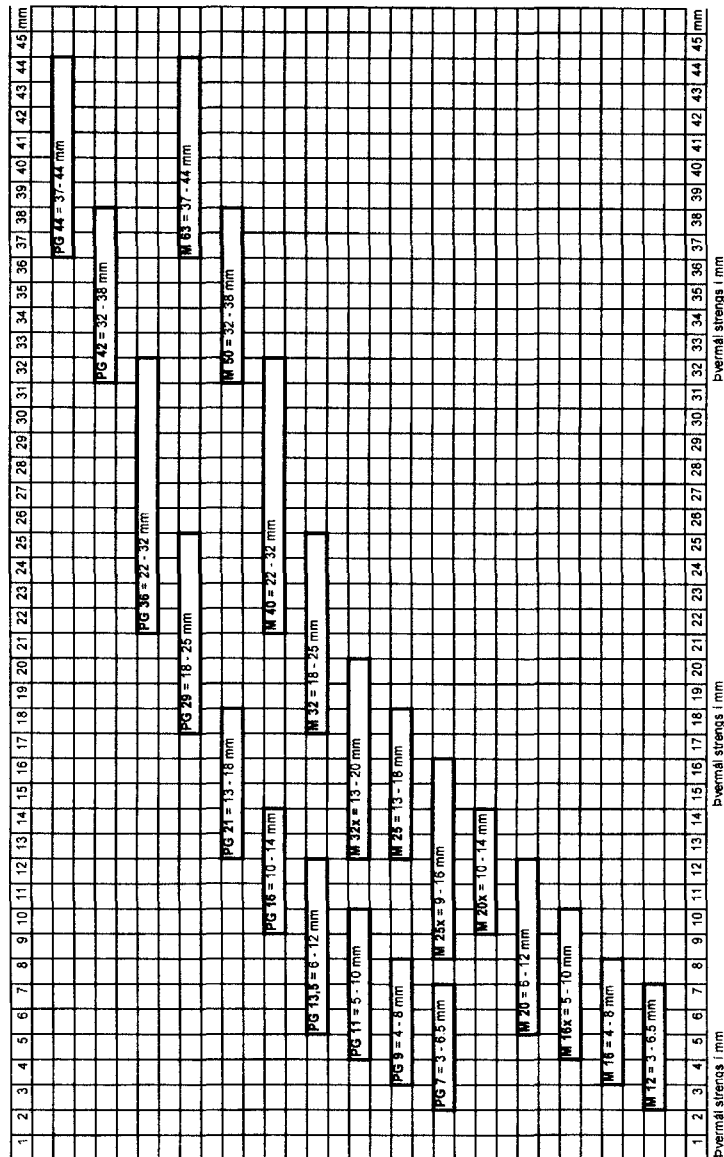 1 2 3 4 5 6 7 8 9 10 11 12 13 14 15 16 17 18 19 20 21 22 23 24 25 26 27 28 29 30 31 32 33 34 35 36 37 38 39 40 41 42 43 44 45 mm
PG 44 = 37 - 44 mm
PG 42 = 32 - 38 mm
PG 36 = 22 - 32 mm
PG 29 = 18 - 25 mm M 63 = 37 - 44 mm
PG 21 = 13 - 18 mm M 50 = 32 - 38 mm
PG 16 = 10 - 14 mm M 40 = 22 - 32 mm
PG 13,5 = 6 - 12 mm M 32 = 18 - 25 mm
PG 11 = 5 - 10 mm M 32x = 13 - 20 mm
PG 9 = 4 - 8 mm M 25 = 13 - 18 mm
PG 7 = 3 - 6.5 mm M 25x = 9 - 16 mm
M 20x = 10 - 14 mm
M 20 = 6 - 12 mm
M 16x = 5 - 10 mm
M 16 = 4 - 8 mm
M 12 = 3 - 6.5 mm
1 2 3 4 5 6 7 8 9 10 11 12 13 14 15 16 17 18 19 20 21 22 23 24 25 26 27 28 29 30 31 32 33 34 35 36 37 38 39 40 41 42 43 44 45 mm
Þvermál strengs í mm Þvermál strengs í mm Þvermál strengs í mm